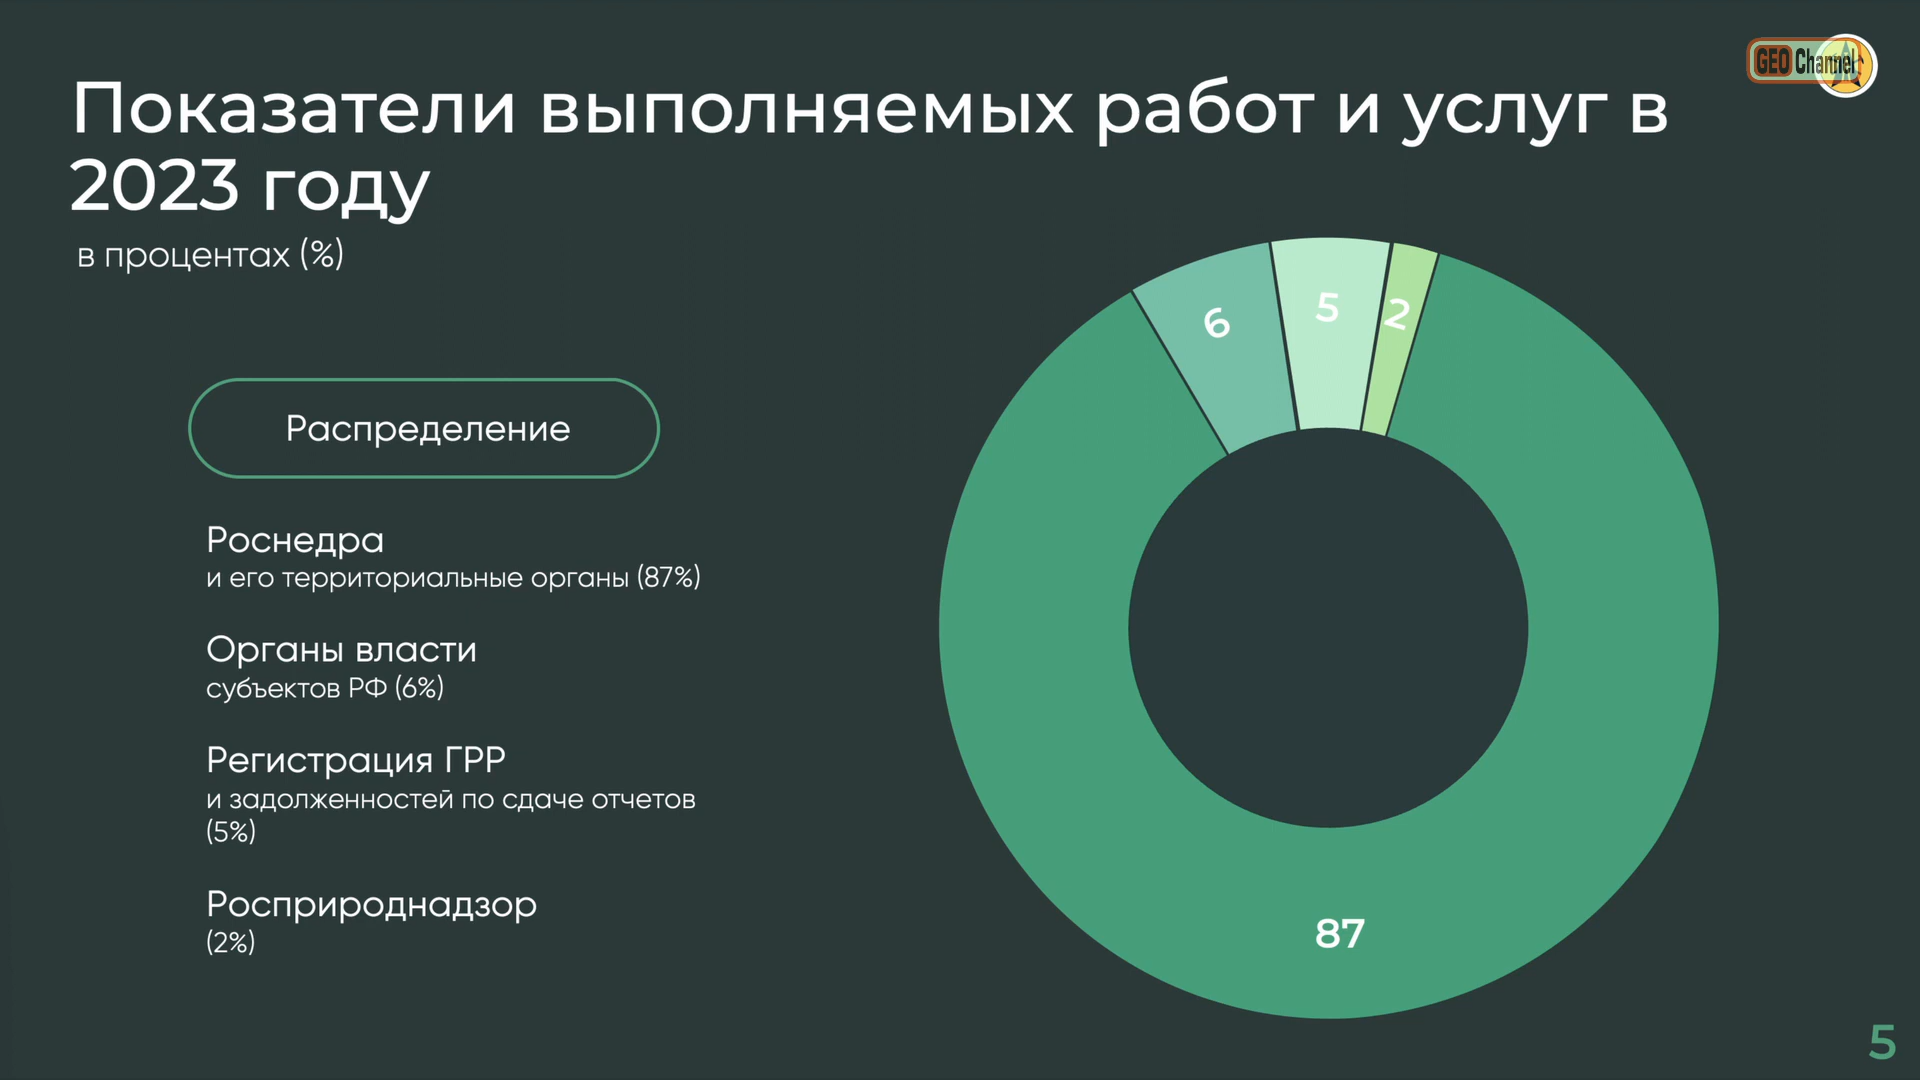 GEO Channel
Показатели выполняемых работ и услуг в
2023 году
в процентах (%)
Распределение
Роснедра
и его территориальные органы (87%)
Органы власти
субъектов РФ (6%)
Регистрация ГРР
и задолженностей по сдаче отчетов
(5%)
Росприроднадзор
(2%)
6
5
2
87
5